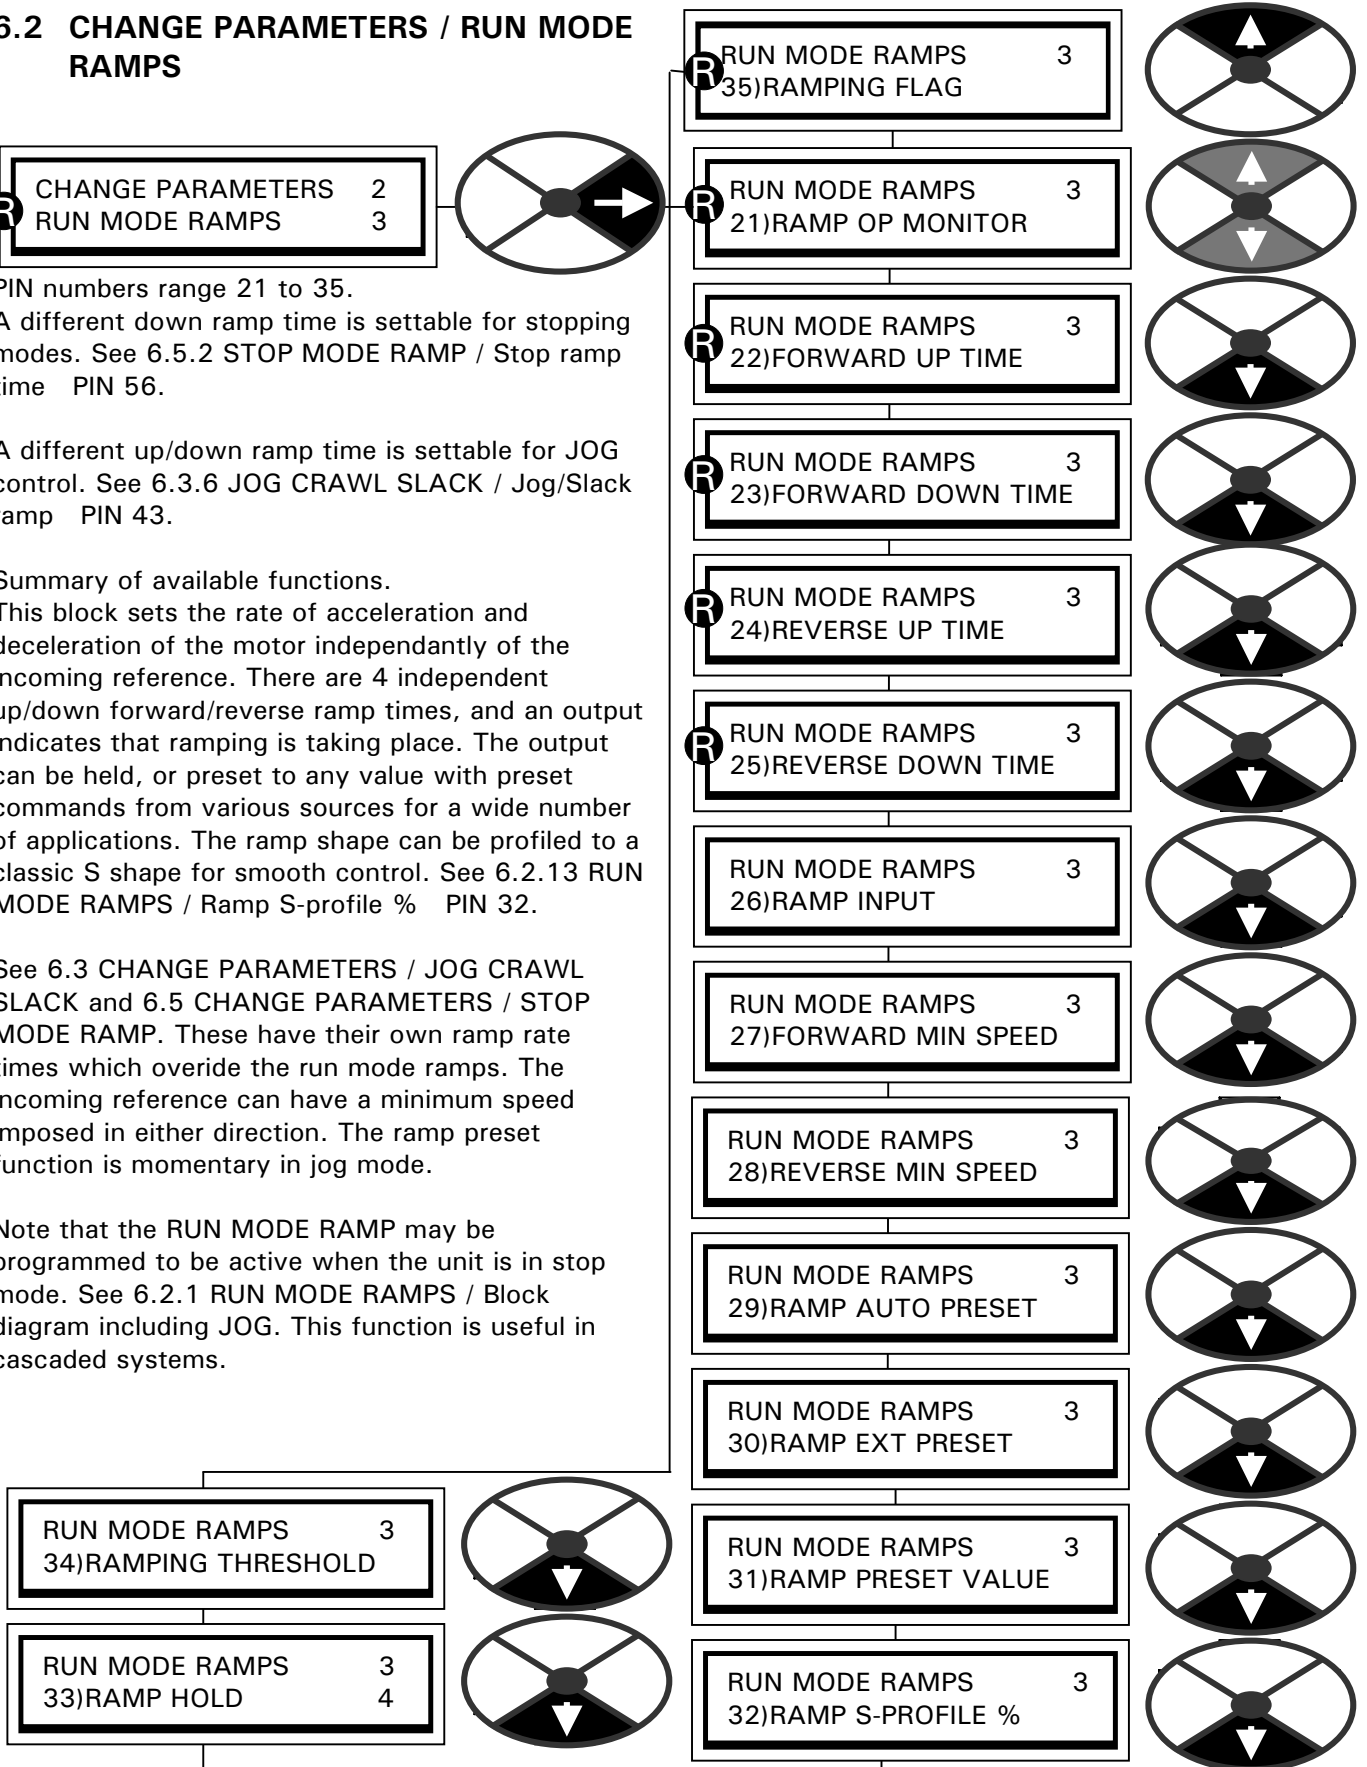 6.2 CHANGE PARAMETERS / RUN MODE
RAMPS
R CHANGE PARAMETERS 2
RUN MODE RAMPS 3
PIN numbers range 21 to 35.
A different down ramp time is settable for stopping
modes. See 6.5.2 STOP MODE RAMP / Stop ramp
time PIN 56.
A different up/down ramp time is settable for JOG
control. See 6.3.6 JOG CRAWL SLACK / Jog/Slack
ramp PIN 43.
Summary of available functions.
This block sets the rate of acceleration and
deceleration of the motor independantly of the
incoming reference. There are 4 independent
up/down forward/reverse ramp times, and an output
indicates that ramping is taking place. The output
can be held, or preset to any value with preset
commands from various sources for a wide number
of applications. The ramp shape can be profiled to a
classic S shape for smooth control. See 6.2.13 RUN
MODE RAMPS / Ramp S-profile % PIN 32.
See 6.3 CHANGE PARAMETERS / JOG CRAWL
SLACK and 6.5 CHANGE PARAMETERS / STOP
MODE RAMP. These have their own ramp rate
times which overide the run mode ramps. The
incoming reference can have a minimum speed
imposed in either direction. The ramp preset
function is momentary in jog mode.
Note that the RUN MODE RAMP may be
programmed to be active when the unit is in stop
mode. See 6.2.1 RUN MODE RAMPS / Block
diagram including JOG. This function is useful in
cascaded systems.
RUN MODE RAMPS 3
34)RAMPING THRESHOLD
RUN MODE RAMPS 3
33)RAMP HOLD 4
R RUN MODE RAMPS 3
35)RAMPING FLAG
R RUN MODE RAMPS 3
21)RAMP OP MONITOR
R RUN MODE RAMPS 3
22)FORWARD UP TIME
R RUN MODE RAMPS 3
23)FORWARD DOWN TIME
R RUN MODE RAMPS 3
24)REVERSE UP TIME
R RUN MODE RAMPS 3
25)REVERSE DOWN TIME
RUN MODE RAMPS 3
26)RAMP INPUT
RUN MODE RAMPS 3
27)FORWARD MIN SPEED
RUN MODE RAMPS 3
28)REVERSE MIN SPEED
RUN MODE RAMPS 3
29)RAMP AUTO PRESET
RUN MODE RAMPS 3
30)RAMP EXT PRESET
RUN MODE RAMPS 3
31)RAMP PRESET VALUE
RUN MODE RAMPS 3
32)RAMP S-PROFILE %